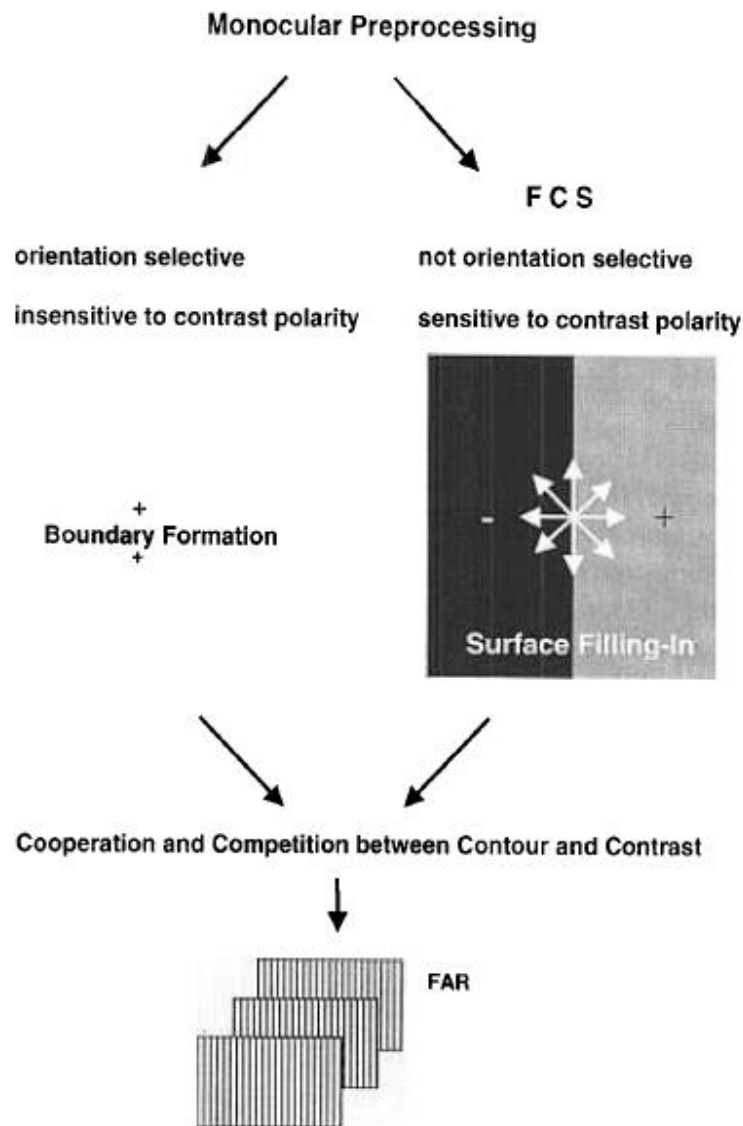 Monocular Preprocessing
F C S
orientation selective
not orientation selective
insensitive to contrast polarity
sensitive to contrast polarity
+
Boundary Formation
+
- +
Surface Filling-In
Cooperation and Competition between Contour and Contrast
FAR